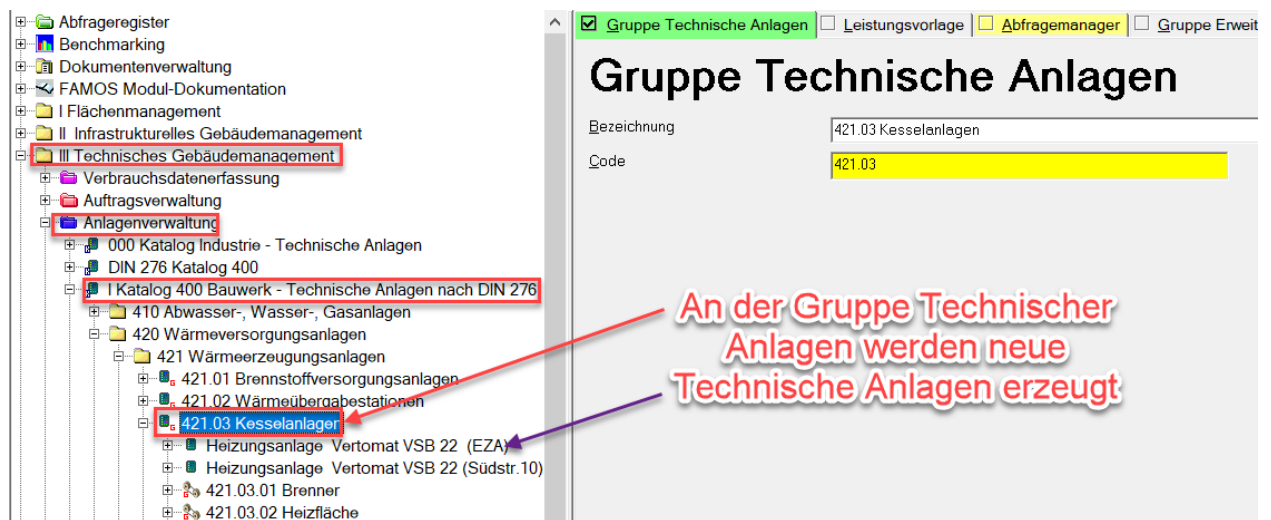 Abfrageregister
Benchmarking
Dokumentenverwaltung
FAMOS Modul-Dokumentation
I Flächenmanagement
II Infrastrukturelles Gebäudemanagement
III Technisches Gebäudemanagement
Verbrauchsdatenerfassung
Auftragsverwaltung
Anlagenverwaltung
000 Katalog Industrie - Technische Anlagen
DIN 276 Katalog 400
I Katalog 400 Bauwerk - Technische Anlagen nach DIN 276
410 Abwasser-, Wasser-, Gasanlagen
420 Wärmeversorgungsanlagen
421 Wärmeerzeugungsanlagen
421.01 Brennstoffversorgungsanlagen
421.02 Wärmeübergabestationen
421.03 Kesselanlagen
Heizungsanlage Vertomat VSB 22 (EZA)
Heizungsanlage Vertomat VSB 22 (Südstr.10)
421.03.01 Brenner
421.03.02 Heizfläche
Gruppe Technische Anlagen Leistungsvorlage Abfragemanager Gruppe Erweit
Gruppe Technische Anlagen
Bezeichnung 421.03 Kesselanlagen
Code 421.03
An der Gruppe Technischer
Anlagen werden neue
Technische Anlagen erzeugt